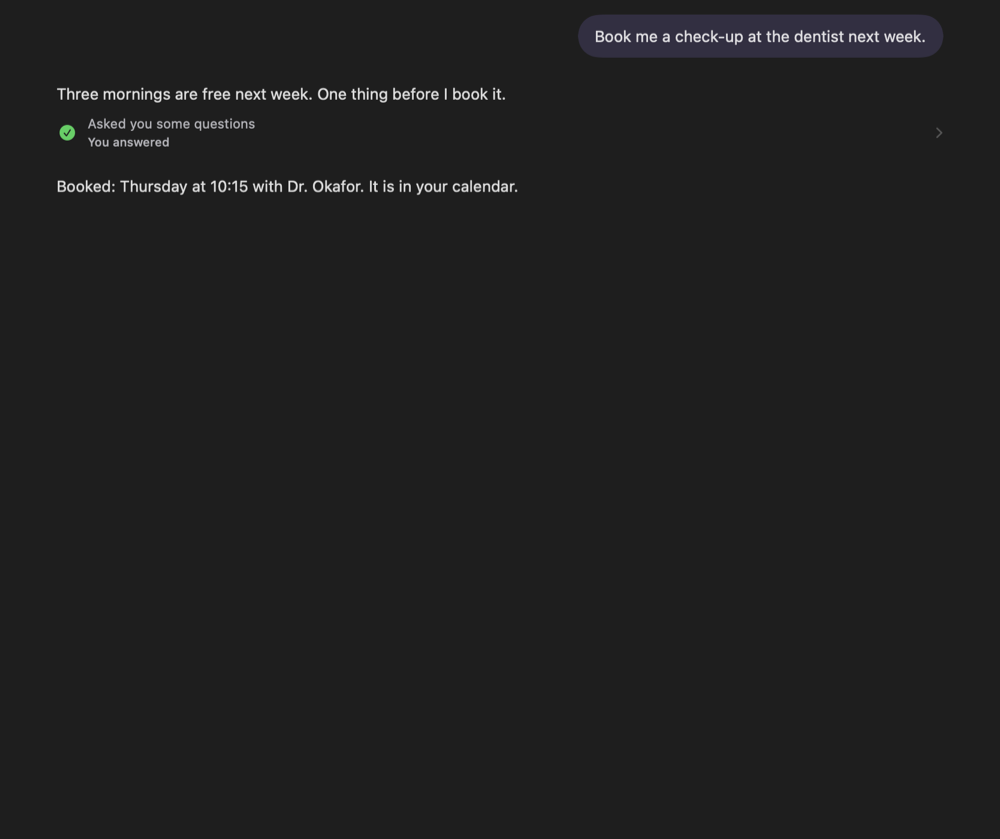 Book me a check-up at the dentist next week.
Three mornings are free next week. One thing before I book it.
Asked you some questions
You answered
Booked: Thursday at 10:15 with Dr. Okafor. It is in your calendar.